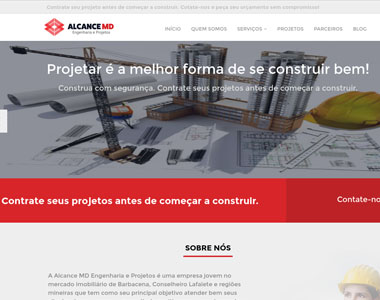 Contrate seu projeto antes de começar a construir. Cotate-nos e peça seu orçamento sem compromisso!
ALCANCE MD
Engenharia e Projetos
INÍCIO QUEM SOMOS SERVIÇOS PROJETOS PARCEIROS BLOG
Projetar é a melhor forma de se construir bem!
Construa com segurança. Contrate seus projetos antes de começar a construir.
Contrate seus projetos antes de começar a construir.
Contate-no
SOBRE NÓS
A Alcance MD Engenharia e Projetos é uma empresa jovem no
mercado imobiliário de Barbacena, Conselheiro Lafaiete e regiões
mineiras que tem como seu principal objetivo atender bem seus